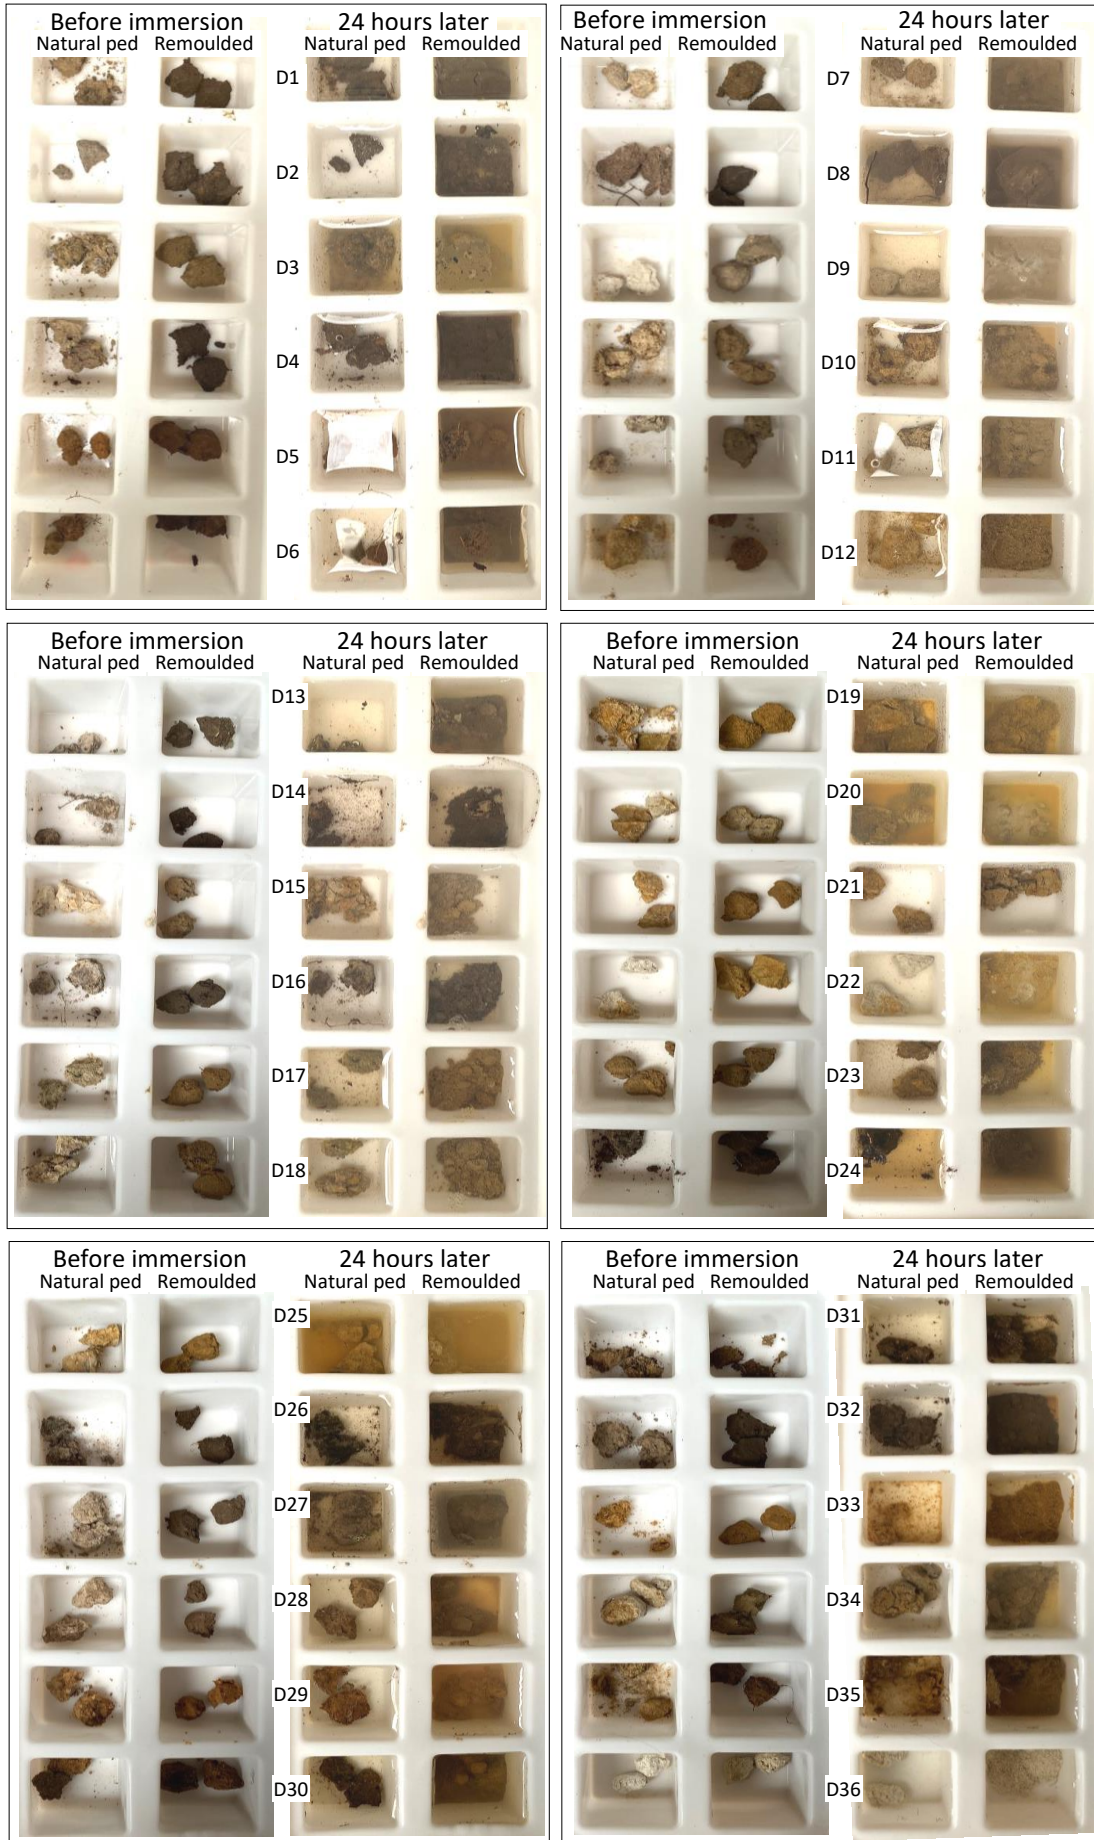 Before immersion 24 hours later
Natural ped Remoulded Natural ped Remoulded
D1
D2
D3
D4
D5
D6
Before immersion 24 hours later
Natural ped Remoulded Natural ped Remoulded
D7
D8
D9
D10
D11
D12
Before immersion 24 hours later
Natural ped Remoulded Natural ped Remoulded
D13
D14
D15
D16
D17
D18
Before immersion 24 hours later
Natural ped Remoulded Natural ped Remoulded
D19
D20
D21
D22
D23
D24
Before immersion 24 hours later
Natural ped Remoulded Natural ped Remoulded
D25
D26
D27
D28
D29
D30
Before immersion 24 hours later
Natural ped Remoulded Natural ped Remoulded
D31
D32
D33
D34
D35
D36